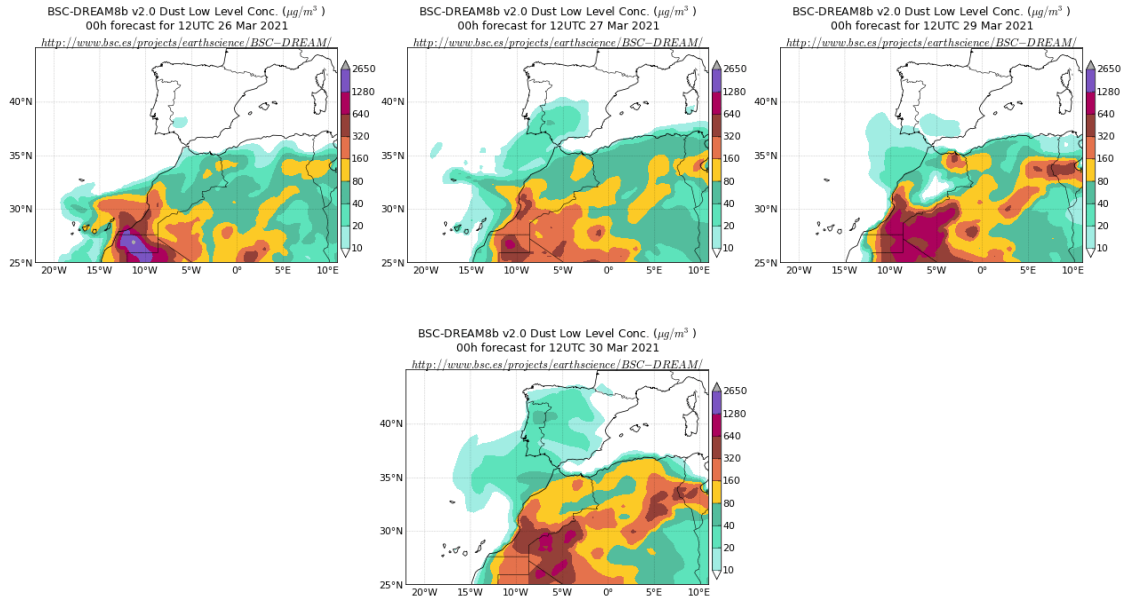 BSC-DREAM8b v2.0 Dust Low Level Conc. (μg/m³ )
00h forecast for 12UTC 26 Mar 2021
http://www.bsc.es/projects/earthscience/BSC−DREAM/
2650
1280
640
320
160
80
40
20
10
40°N
35°N
30°N
25°N
20°W 15°W 10°W 5°W 0°E 5°E 10°E
BSC-DREAM8b v2.0 Dust Low Level Conc. (μg/m³ )
00h forecast for 12UTC 27 Mar 2021
http://www.bsc.es/projects/earthscience/BSC−DREAM/
2650
1280
640
320
160
80
40
20
10
40°N
35°N
30°N
25°N
20°W 15°W 10°W 5°W 0°E 5°E 10°E
BSC-DREAM8b v2.0 Dust Low Level Conc. (μg/m³ )
00h forecast for 12UTC 29 Mar 2021
http://www.bsc.es/projects/earthscience/BSC−DREAM/
2650
1280
640
320
160
80
40
20
10
40°N
35°N
30°N
25°N
20°W 15°W 10°W 5°W 0°E 5°E 10°E
BSC-DREAM8b v2.0 Dust Low Level Conc. (μg/m³ )
00h forecast for 12UTC 30 Mar 2021
http://www.bsc.es/projects/earthscience/BSC−DREAM/
2650
1280
640
320
160
80
40
20
10
40°N
35°N
30°N
25°N
20°W 15°W 10°W 5°W 0°E 5°E 10°E